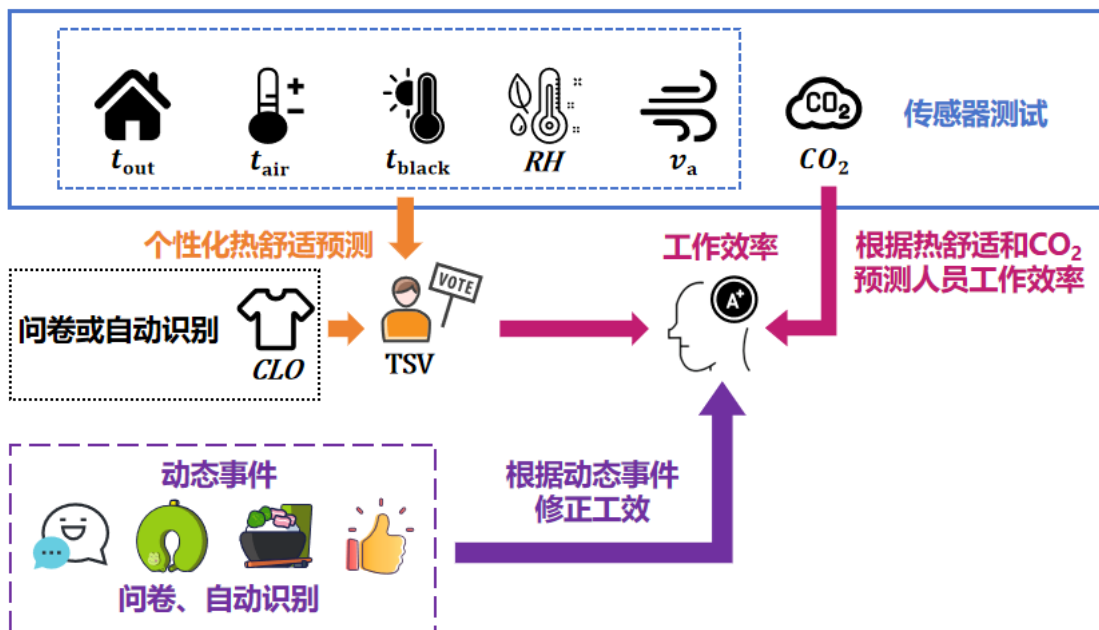 CO₂
传感器测试
t_out
t_air
t_black
RH
v_a
CO₂
个性化热舒适预测
工作效率
根据热舒适和CO₂
预测人员工作效率
VOTE
A+
问卷或自动识别
CLO
TSV
动态事件
根据动态事件
修正工效
问卷、自动识别